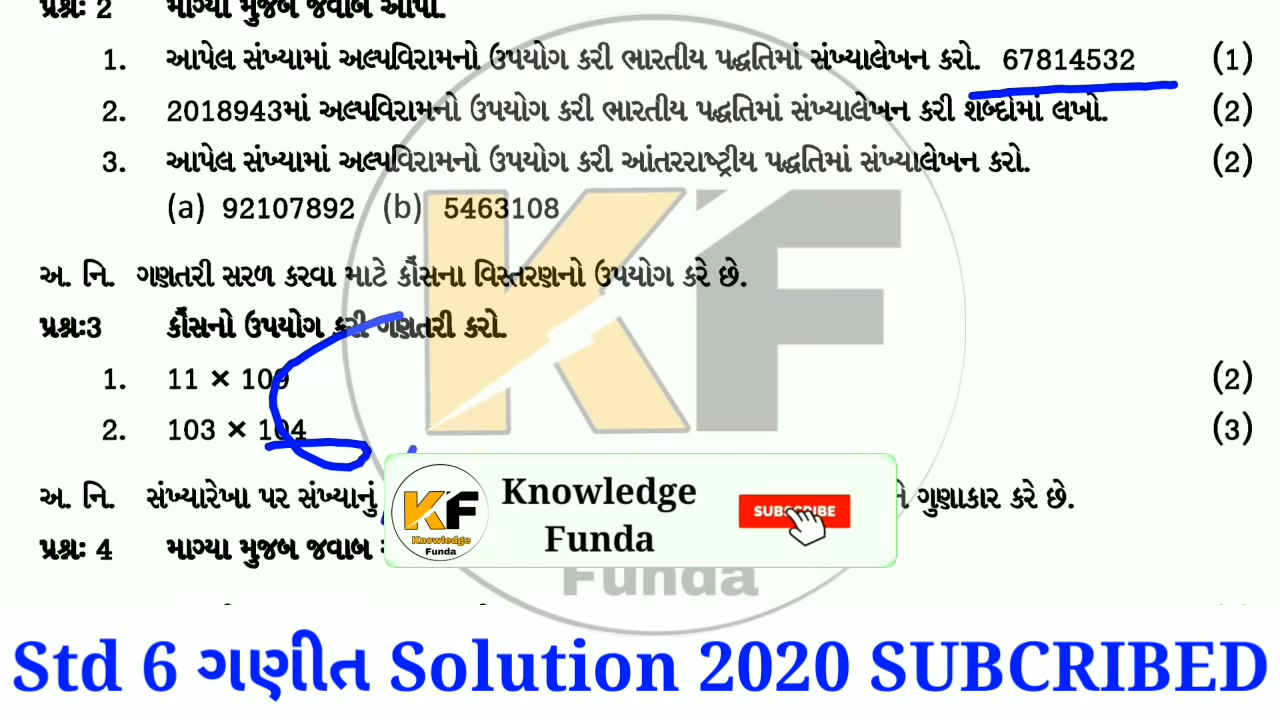 પ્રશ્ન: 2 માગ્યા મુજબ જવાબ આપો.
1. આપેલ સંખ્યામાં અલ્પવિરામનો ઉપયોગ કરી ભારતીય પદ્ધતિમાં સંખ્યાલેખન કરો. 67814532 (1)
2. 2018943માં અલ્પવિરામનો ઉપયોગ કરી ભારતીય પદ્ધતિમાં સંખ્યાલેખન કરી શબ્દોમાં લખો. (2)
3. આપેલ સંખ્યામાં અલ્પવિરામનો ઉપયોગ કરી આંતરરાષ્ટ્રીય પદ્ધતિમાં સંખ્યાલેખન કરો. (2)
(a) 92107892 (b) 5463108
અ. નિ. ગણતરી સરળ કરવા માટે કૌંસના વિસ્તરણનો ઉપયોગ કરે છે.
પ્રશ્ન:3 કૌંસનો ઉપયોગ કરી ગણતરી કરો.
1. 11 × 109 (2)
2. 103 × 104 (3)
અ. નિ. સંખ્યારેખા પર સંખ્યાનું ગુણાકાર કરે છે.
પ્રશ્ન: 4 માગ્યા મુજબ જવાબ
KF
Funda
KF
Knowledge
Funda
Knowledge
Funda
SUBSCRIBE
Std 6 ગણીત Solution 2020 SUBCRIBED